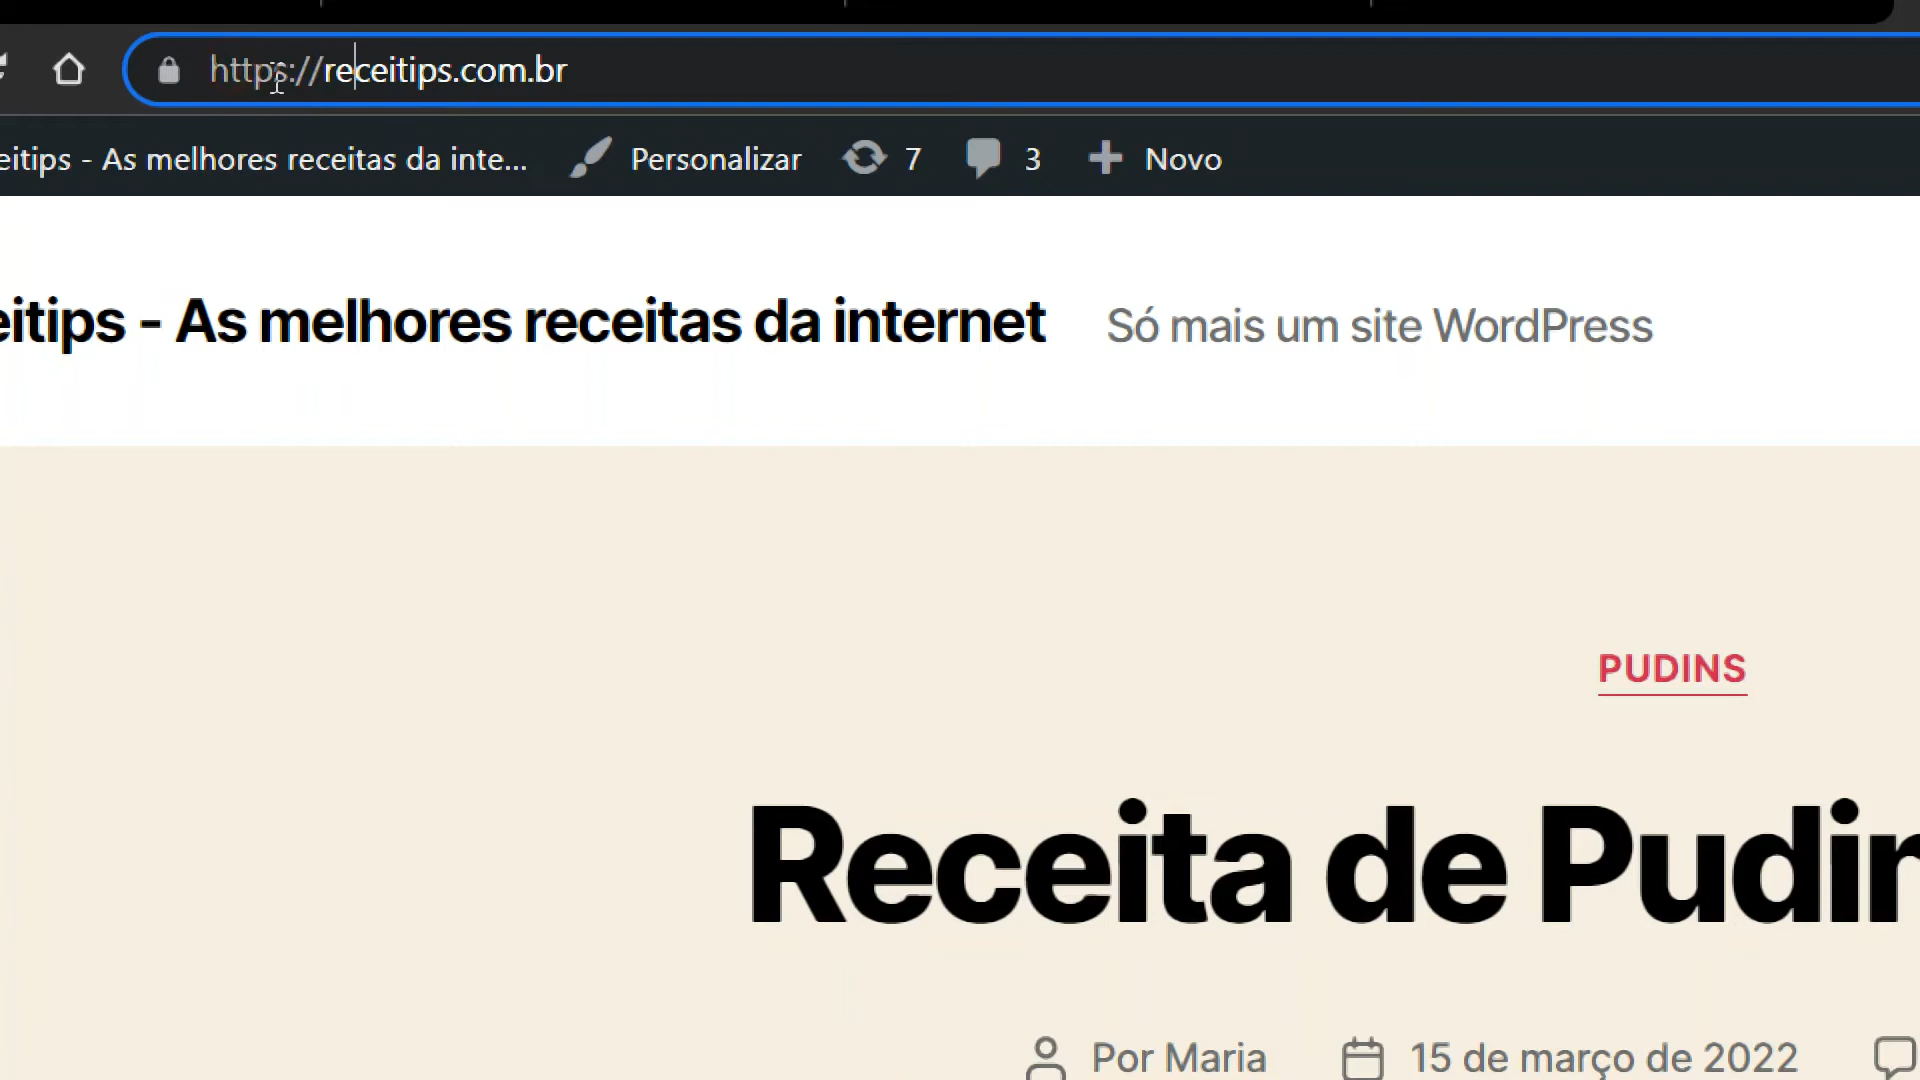 https://receitips.com.br
eitips - As melhores receitas da inte... Personalizar 7 3 Novo
eitips - As melhores receitas da internet Só mais um site WordPress
PUDINS
Receita de Pudin
Por Maria 15 de março de 2022